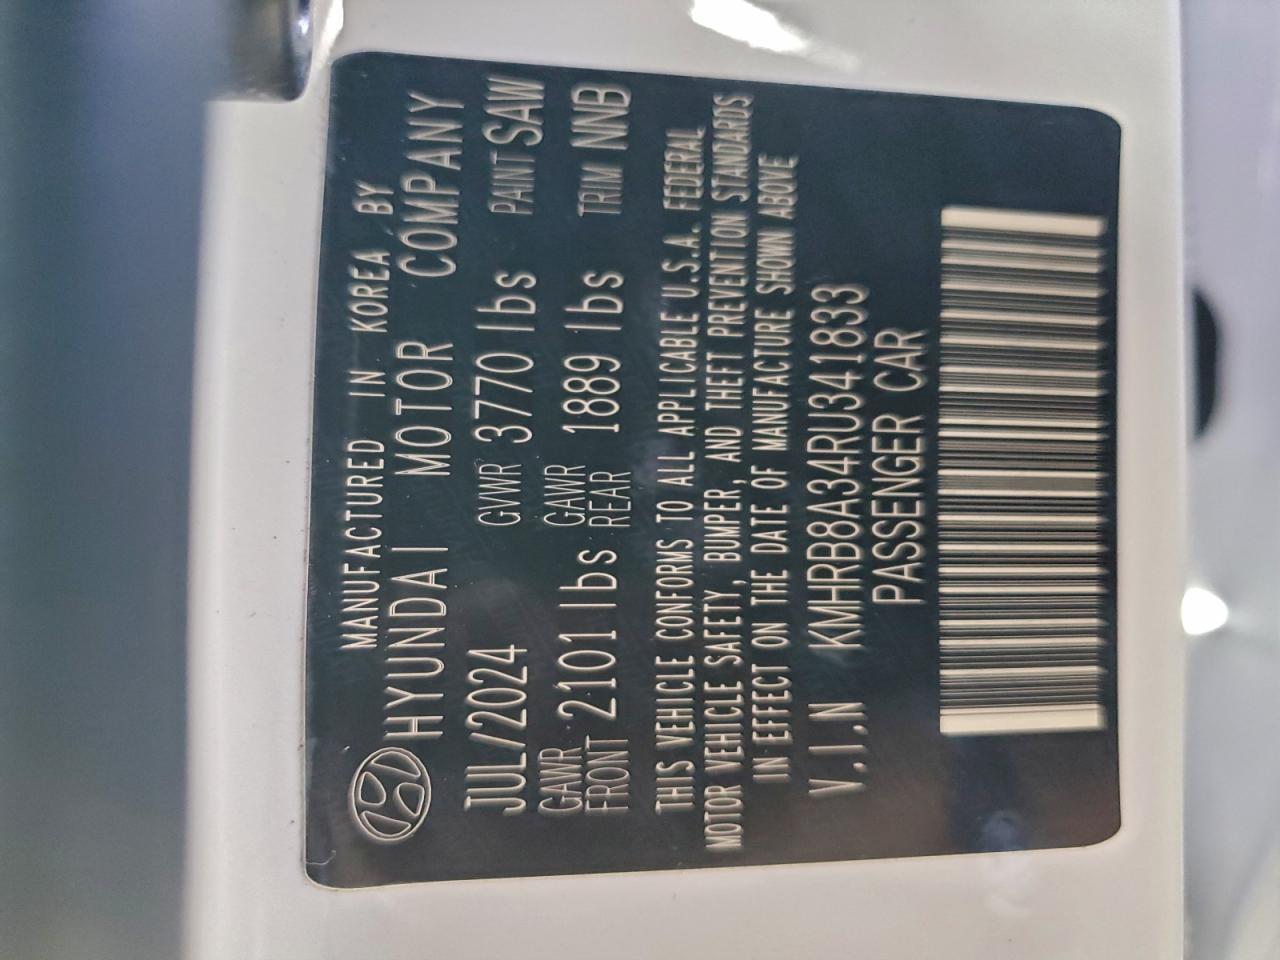 MANUFACTURED IN KOREA BY
HYUNDAI MOTOR COMPANY
JUL/2024 GVWR 3770 lbs PAINT SAW
GAWR FRONT 2101 lbs GAWR REAR 1889 lbs TRIM NNB
THIS VEHICLE CONFORMS TO ALL APPLICABLE U.S.A. FEDERAL
MOTOR VEHICLE SAFETY, BUMPER, AND THEFT PREVENTION STANDARDS
IN EFFECT ON THE DATE OF MANUFACTURE SHOWN ABOVE
V.I.N KMHRB8A34RU341833
PASSENGER CAR